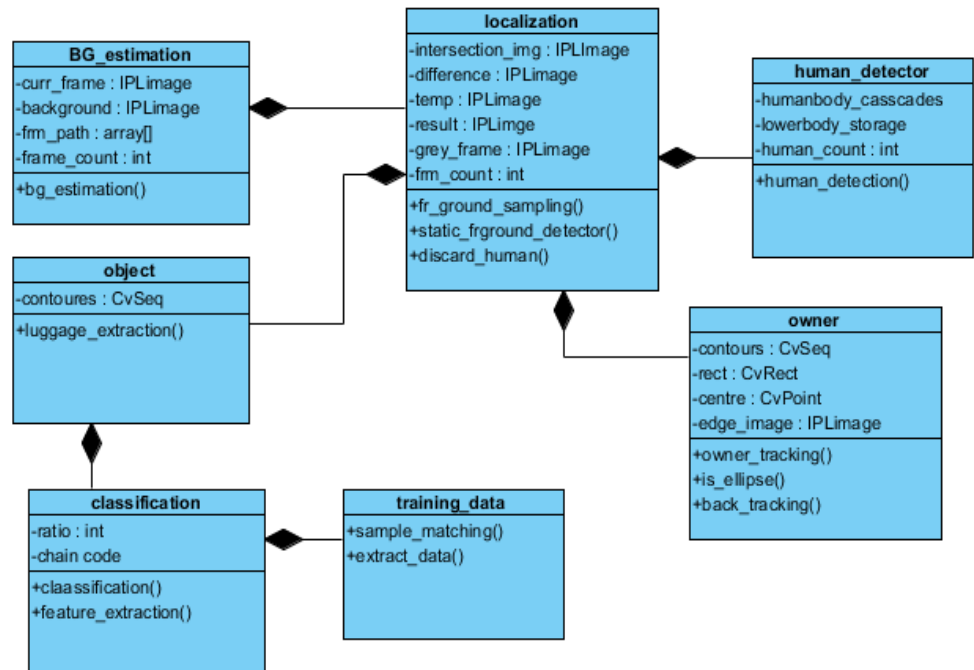 BG_estimation
-curr_frame : IPLimage
-background : IPLimage
-frm_path : array[]
-frame_count : int
+bg_estimation()
localization
-intersection_img : IPLImage
-difference : IPLimage
-temp : IPLimage
-result : IPLimge
-grey_frame : IPLimage
-frm_count : int
+fr_ground_sampling()
+static_frground_detector()
+discard_human()
human_detector
-humanbody_casscades
-lowerbody_storage
-human_count : int
+human_detection()
object
-contoures : CvSeq
+luggage_extraction()
owner
-contours : CvSeq
-rect : CvRect
-centre : CvPoint
-edge_image : IPLimage
+owner_tracking()
+is_ellipse()
+back_tracking()
classification
-ratio : int
-chain code
+claassification()
+feature_extraction()
training_data
+sample_matching()
+extract_data()